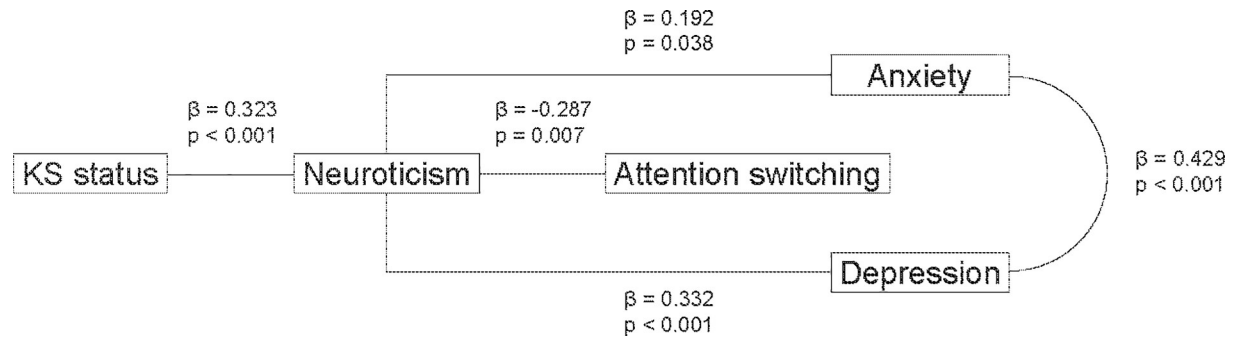 β = 0.192
p = 0.038
Anxiety
β = 0.323
p < 0.001
β = -0.287
p = 0.007
β = 0.429
p < 0.001
KS status
Neuroticism
Attention switching
Depression
β = 0.332
p < 0.001